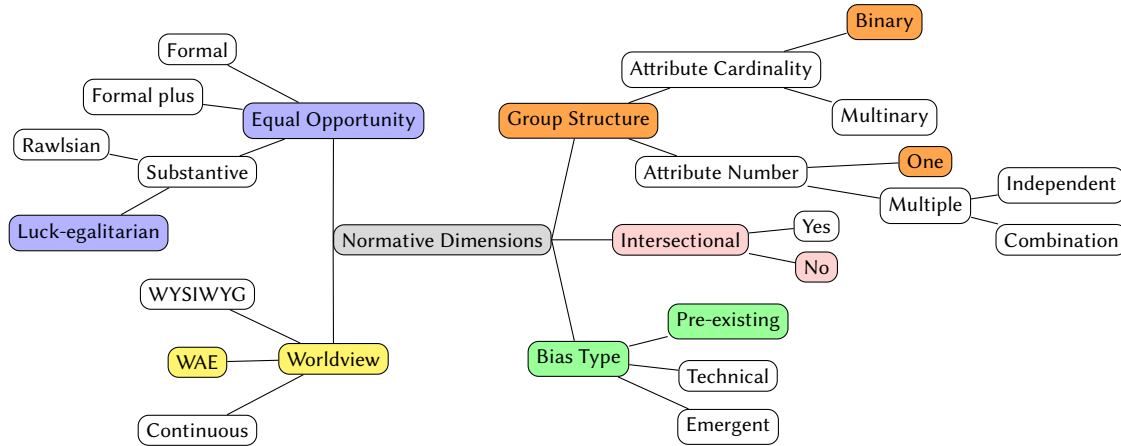 Binary
Formal
Attribute Cardinality
Formal plus
Equal Opportunity
Group Structure
Multinary
Rawlsian
Substantive
Attribute Number
One
Independent
Multiple
Luck-egalitarian
Normative Dimensions
Intersectional
Yes
Combination
No
WYSIWYG
Pre-existing
WAE
Worldview
Bias Type
Technical
Continuous
Emergent